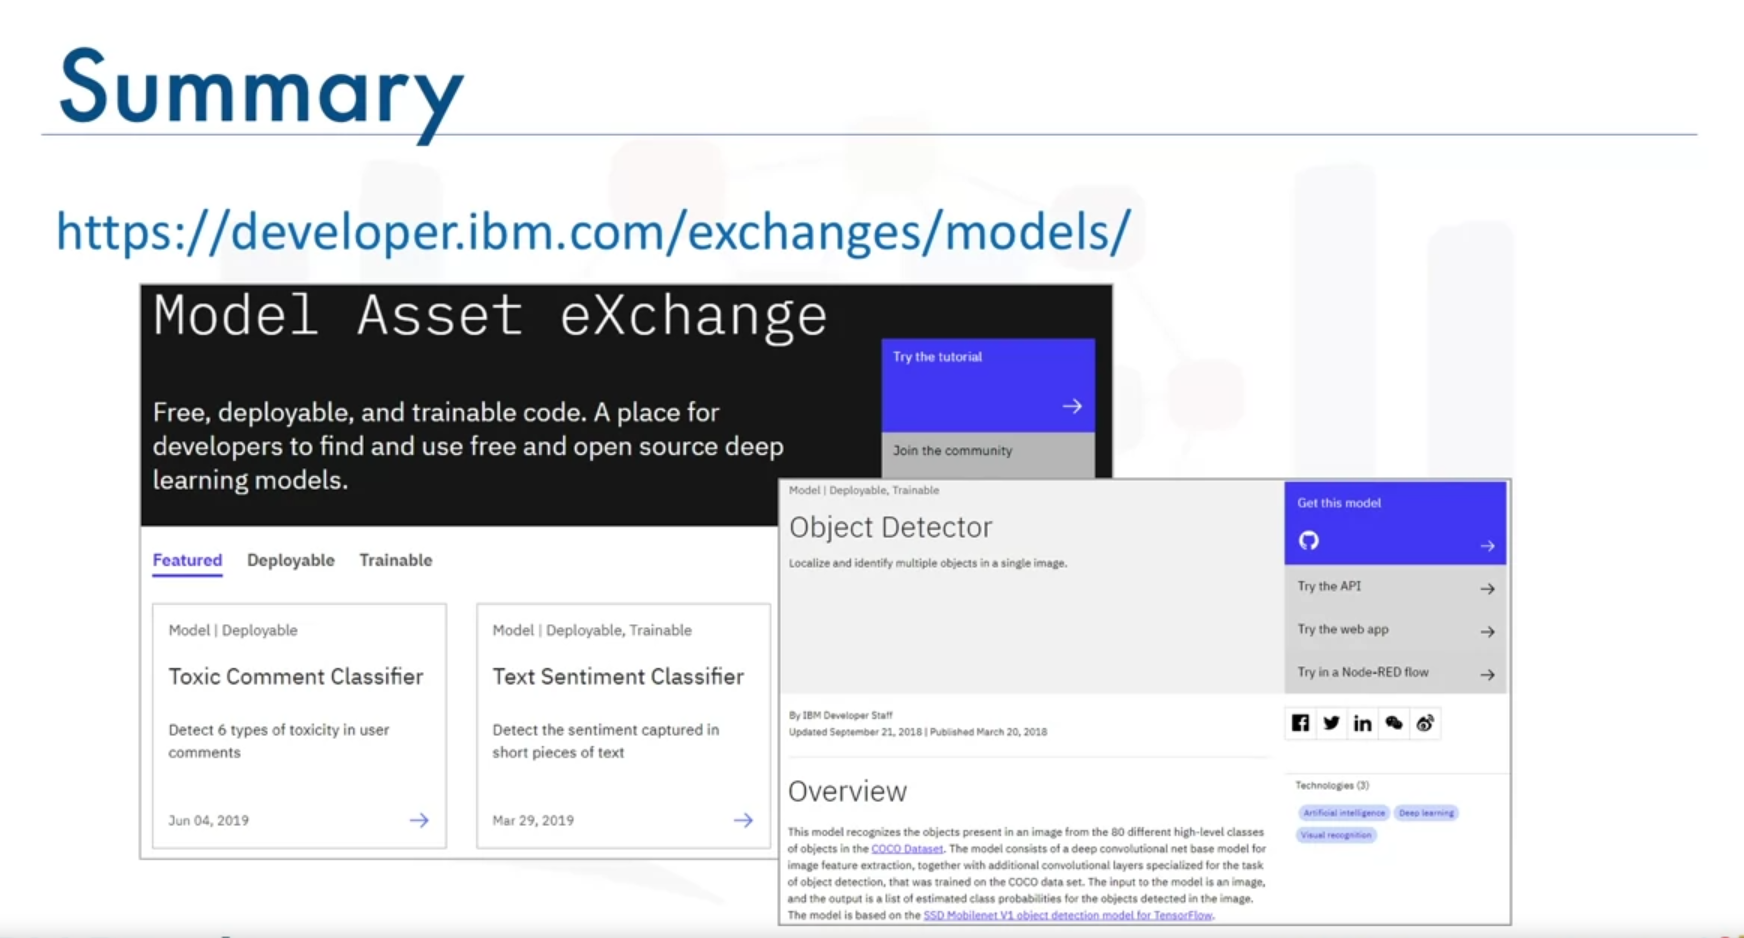 Summary
https://developer.ibm.com/exchanges/models/
Model Asset eXchange
Free, deployable, and trainable code. A place for
developers to find and use free and open source deep
learning models.
Try the tutorial
Join the community
Featured Deployable Trainable
Model | Deployable
Toxic Comment Classifier
Detect 6 types of toxicity in user
comments
Jun 04, 2019
Model | Deployable, Trainable
Text Sentiment Classifier
Detect the sentiment captured in
short pieces of text
Mar 29, 2019
Model | Deployable, Trainable
Object Detector
Localize and identify multiple objects in a single image.
Get this model
Try the API
Try the web app
Try in a Node-RED flow
By IBM Developer Staff
Updated September 21, 2018 | Published March 20, 2018
Overview
This model recognizes the objects present in an image from the 80 different high-level classes
of objects in the COCO Dataset. The model consists of a deep convolutional net base model for
image feature extraction, together with additional convolutional layers specialized for the task
of object detection, that was trained on the COCO data set. The input to the model is an image,
and the output is a list of estimated class probabilities for the objects detected in the image.
The model is based on the SSD Mobilenet V1 object detection model for TensorFlow.
Technologies (3)
Artificial intelligence Deep learning
Visual recognition